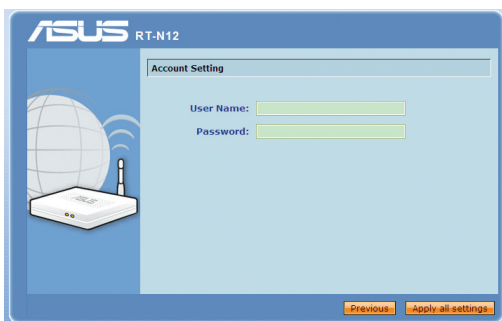 ASUS RT-N12
Account Setting
User Name:
Password:
Previous Apply all settings